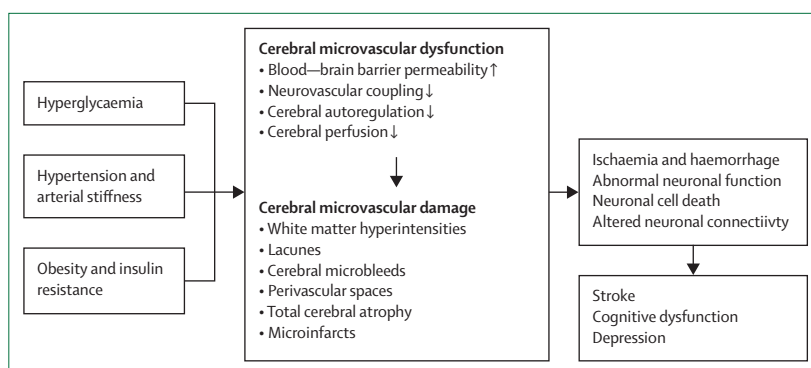 Hyperglycaemia
Hypertension and
arterial stiffness
Obesity and insulin
resistance
Cerebral microvascular dysfunction
• Blood—brain barrier permeability↑
• Neurovascular coupling↓
• Cerebral autoregulation↓
• Cerebral perfusion↓
Cerebral microvascular damage
• White matter hyperintensities
• Lacunes
• Cerebral microbleeds
• Perivascular spaces
• Total cerebral atrophy
• Microinfarcts
Ischaemia and haemorrhage
Abnormal neuronal function
Neuronal cell death
Altered neuronal connectiivty
Stroke
Cognitive dysfunction
Depression